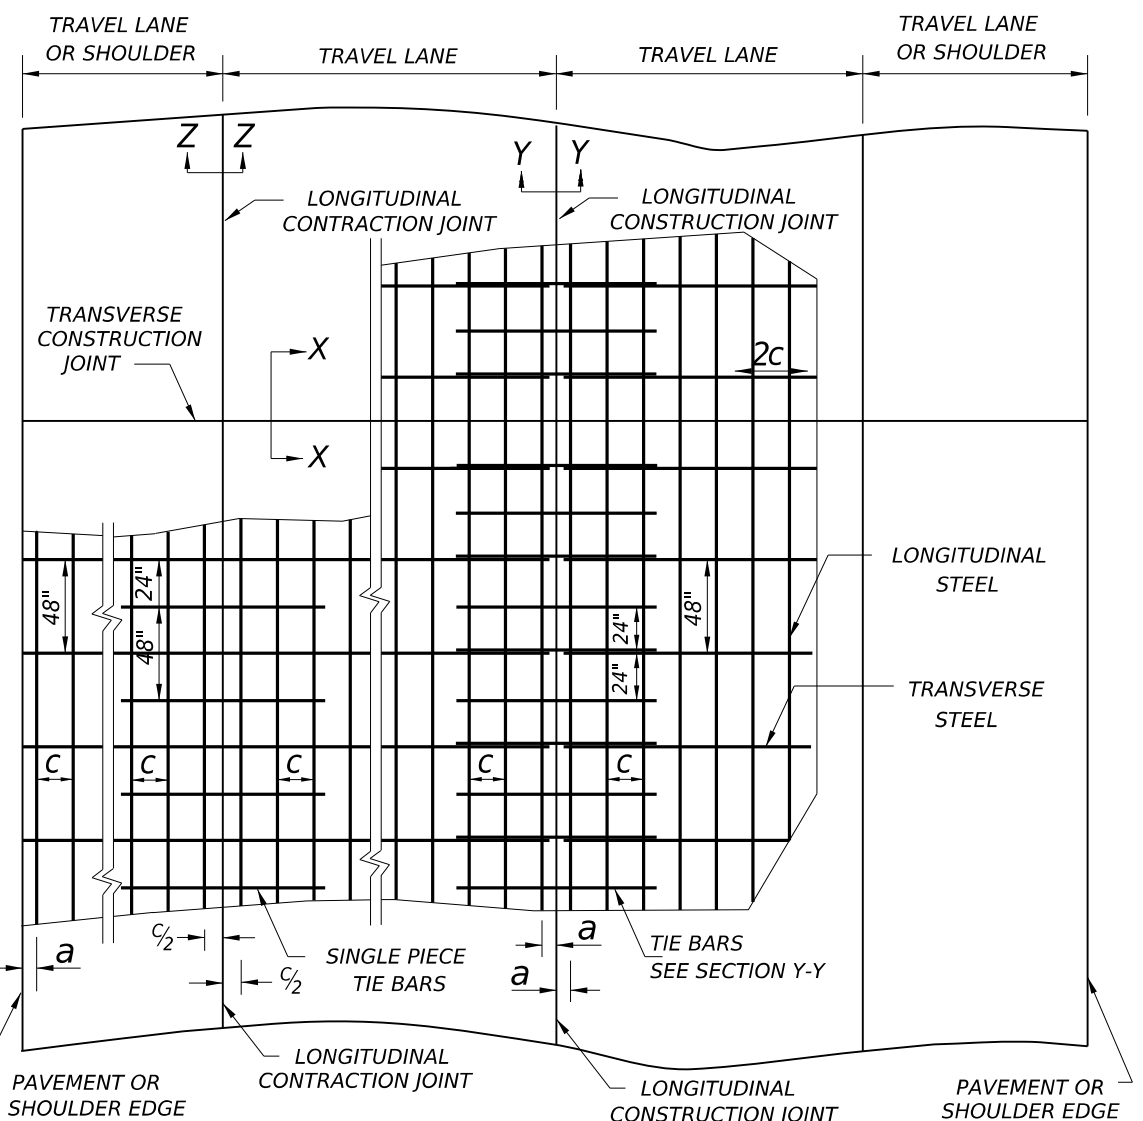 TRAVEL LANE
OR SHOULDER
TRAVEL LANE
TRAVEL LANE
TRAVEL LANE
OR SHOULDER
Z Z
Y Y
LONGITUDINAL
CONTRACTION JOINT
LONGITUDINAL
CONSTRUCTION JOINT
TRANSVERSE
CONSTRUCTION
JOINT
X
X
2c
LONGITUDINAL
STEEL
48"
24"
48"
24"
24"
48"
TRANSVERSE
STEEL
c
c
c
c
c
a
C/2
C/2
SINGLE PIECE
TIE BARS
a
a
TIE BARS
SEE SECTION Y-Y
LONGITUDINAL
CONTRACTION JOINT
LONGITUDINAL
CONSTRUCTION JOINT
PAVEMENT OR
SHOULDER EDGE
PAVEMENT OR
SHOULDER EDGE